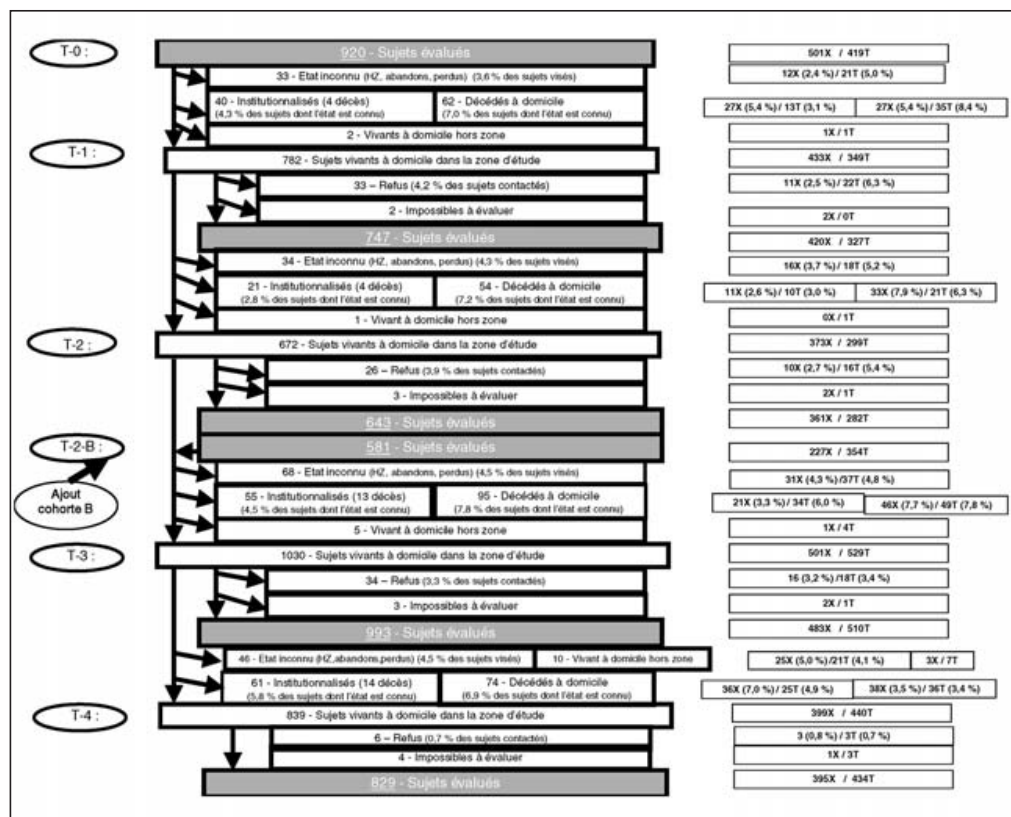 T-0 :
920 - Sujets évalués
501X / 419T
33 - Etat inconnu (HZ, abandons, perdus) (3,6 % des sujets visés)
12X (2,4 %) / 21T (5,0 %)
40 - Institutionnalisés (4 décès)
(4,3 % des sujets dont l'état est connu)
62 - Décédés à domicile
(7,0 % des sujets dont l'état est connu)
27X (5,4 %) / 13T (3,1 %)
27X (5,4 %) / 35T (8,4 %)
2 - Vivants à domicile hors zone
1X / 1T
T-1 :
782 - Sujets vivants à domicile dans la zone d'étude
433X / 349T
33 – Refus (4,2 % des sujets contactés)
11X (2,5 %) / 22T (6,3 %)
2 - Impossibles à évaluer
2X / 0T
747 - Sujets évalués
420X / 327T
34 - Etat inconnu (HZ, abandons, perdus) (4,3 % des sujets visés)
16X (3,7 %) / 18T (5,2 %)
21 - Institutionnalisés (4 décès)
(2,8 % des sujets dont l'état est connu)
54 - Décédés à domicile
(7,2 % des sujets dont l'état est connu)
11X (2,6 %) / 10T (3,0 %)
33X (7,9 %) / 21T (6,3 %)
1 - Vivant à domicile hors zone
0X / 1T
T-2 :
672 - Sujets vivants à domicile dans la zone d'étude
373X / 299T
26 – Refus (3,9 % des sujets contactés)
10X (2,7 %) / 16T (5,4 %)
3 - Impossibles à évaluer
2X / 1T
643 - Sujets évalués
361X / 282T
T-2-B :
581 - Sujets évalués
227X / 354T
Ajout
cohorte B
68 - Etat inconnu (HZ, abandons, perdus) (4,5 % des sujets visés)
31X (4,3 %) /37T (4,8 %)
55 - Institutionnalisés (13 décès)
(4,5 % des sujets dont l'état est connu)
95 - Décédés à domicile
(7,8 % des sujets dont l'état est connu)
21X (3,3 %) / 34T (6,0 %)
46X (7,7 %) / 49T (7,8 %)
5 - Vivant à domicile hors zone
1X / 4T
T-3 :
1030 - Sujets vivants à domicile dans la zone d'étude
501X / 529T
34 – Refus (3,3 % des sujets contactés)
16 (3,2 %) /18T (3,4 %)
3 - Impossibles à évaluer
2X / 1T
993 - Sujets évalués
483X / 510T
46 - Etat inconnu (HZ,abandons,perdus) (4,5 % sujets visés)
10 - Vivant à domicile hors zone
25X (5,0 %) /21T (4,1 %)
3X / 7T
61 - Institutionnalisés (14 décès)
(5,8 % des sujets dont l'état est connu)
74 - Décédés à domicile
(6,9 % des sujets dont l'état est connu)
36X (7,0 %) / 25T (4,9 %)
38X (3,5 %) / 36T (3,4 %)
T-4 :
839 - Sujets vivants à domicile dans la zone d'étude
399X / 440T
6 – Refus (0,7 % des sujets contactés)
3 (0,8 %) / 3T (0,7 %)
4 - Impossibles à évaluer
1X / 3T
829 - Sujets évalués
395X / 434T